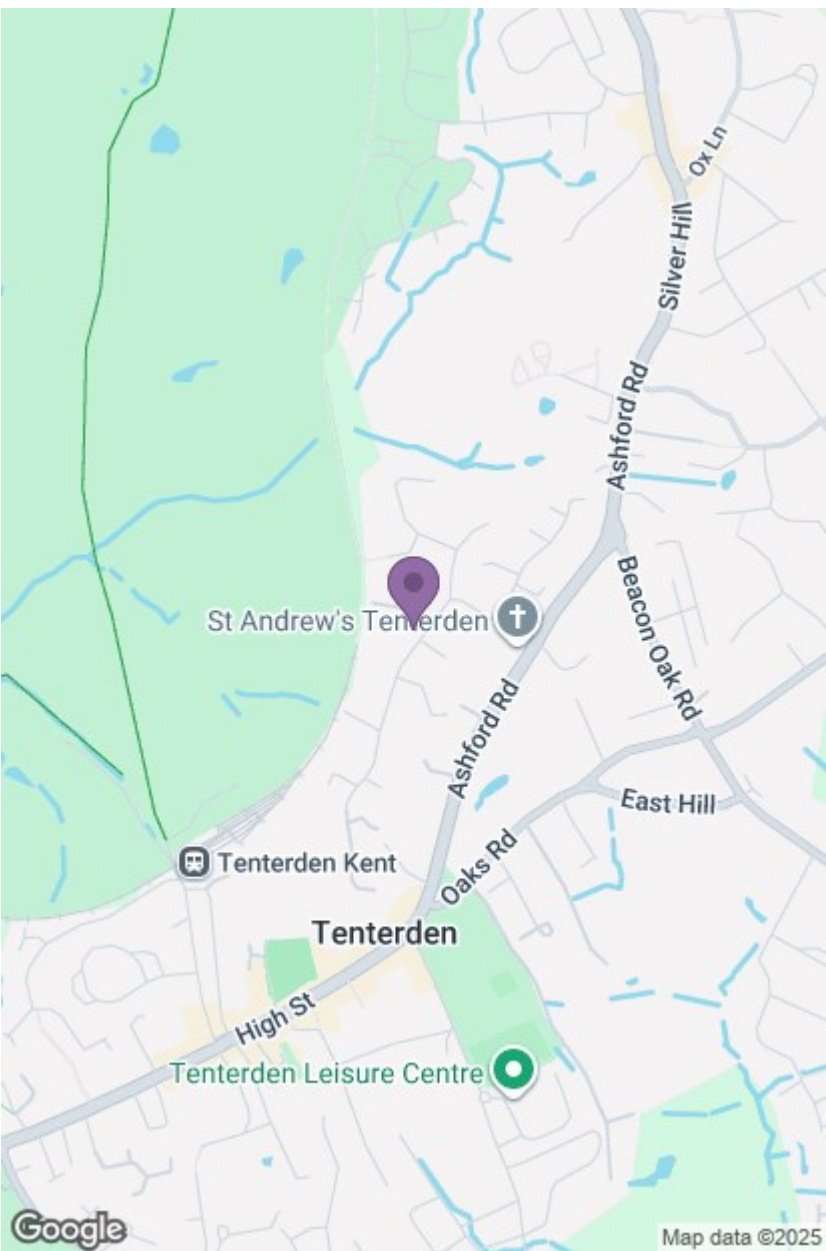 Ox Ln
Silver Hill
Ashford Rd
Beacon Oak Rd
St Andrew's Tenterden
Ashford Rd
East Hill
Oaks Rd
Tenterden Kent
Tenterden
High St
Tenterden Leisure Centre
Google
Map data ©2025